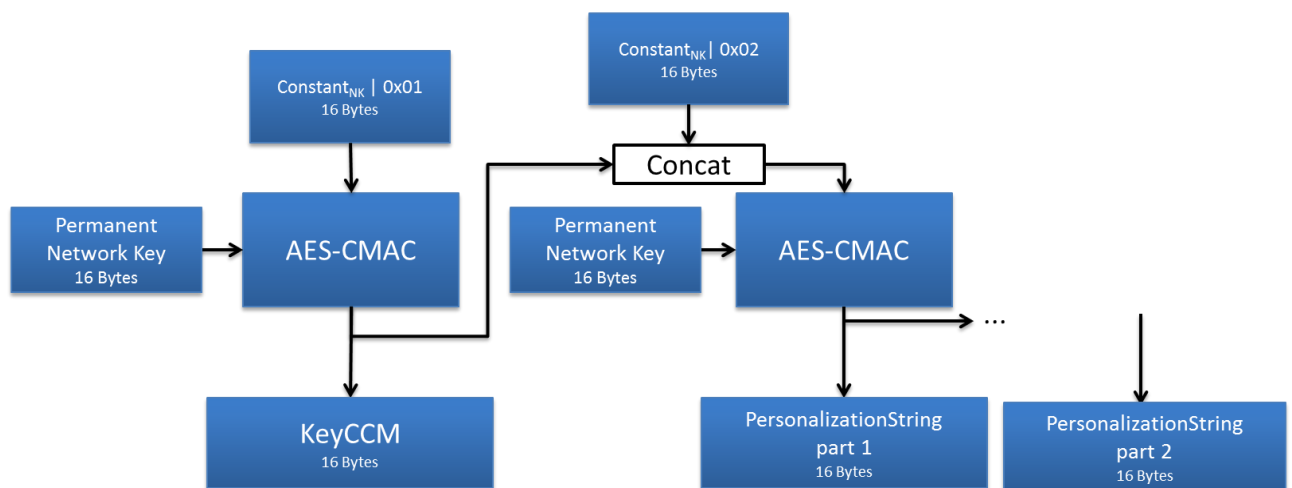 Constant_NK | 0x01
16 Bytes
Constant_NK | 0x02
16 Bytes
Concat
Permanent
Network Key
16 Bytes
AES-CMAC
Permanent
Network Key
16 Bytes
AES-CMAC
...
KeyCCM
16 Bytes
PersonalizationString
part 1
16 Bytes
PersonalizationString
part 2
16 Bytes